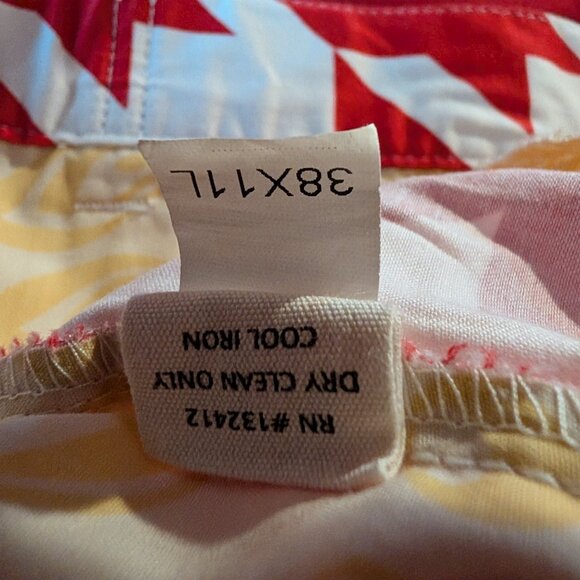 38X11L
RN #132412
DRY CLEAN ONLY
COOL IRON